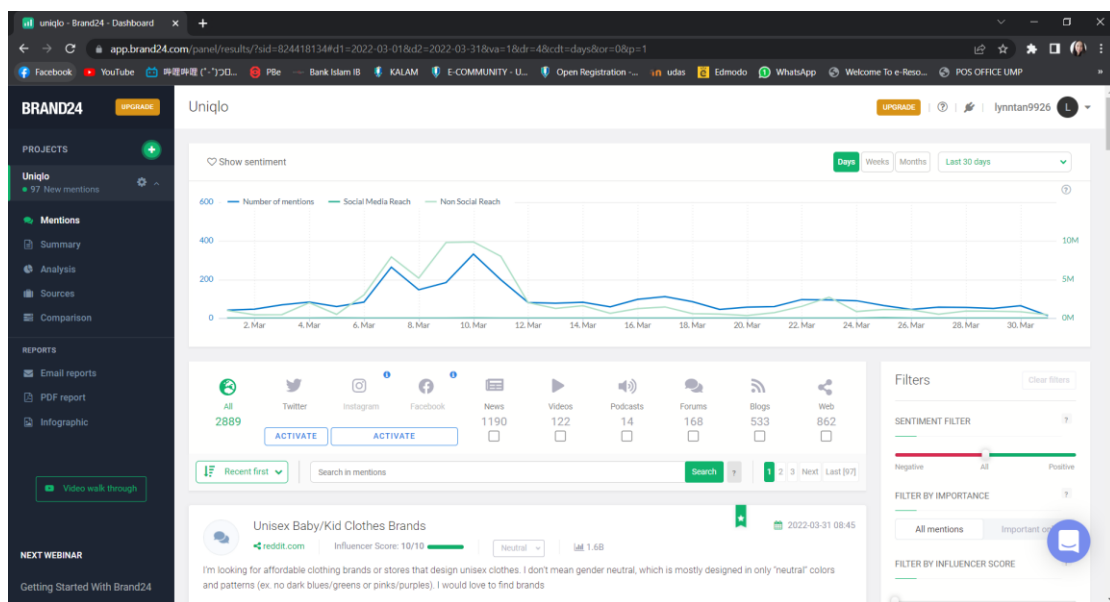 uniqlo - Brand24 - Dashboard
app.brand24.com/panel/results/?sid=824418134#d1=2022-03-01&d2=2022-03-31&va=1&dr=4&cdt=days&or=0&p=1
Facebook YouTube PBe Bank Islam IB KALAM E-COMMUNITY - U... Open Registration -... udas Edmodo WhatsApp Welcome To e-Reso... POS OFFICE UMP »
BRAND24 UPGRADE Uniqlo UPGRADE lynntan9926 L
PROJECTS
Show sentiment Days Weeks Months Last 30 days
Uniqlo
97 New mentions
600 Number of mentions Social Media Reach Non Social Reach
Mentions
Summary
400 10M
Analysis
200 5M
Sources
Comparison
0 0M
2. Mar 4. Mar 6. Mar 8. Mar 10. Mar 12. Mar 14. Mar 16. Mar 18. Mar 20. Mar 22. Mar 24. Mar 26. Mar 28. Mar 30. Mar
REPORTS
Email reports
PDF report
Infographic
Video walk through
NEXT WEBINAR
Getting Started With Brand24
All Twitter Instagram Facebook News Videos Podcasts Forums Blogs Web
2889 1190 122 14 168 533 862
ACTIVATE ACTIVATE
Recent first Search in mentions Search ? 1 2 3 Next Last [97]
Unisex Baby/Kid Clothes Brands 2022-03-31 08:45
reddit.com Influencer Score: 10/10 Neutral 1.6B
I'm looking for affordable clothing brands or stores that design unisex clothes. I don't mean gender neutral, which is mostly designed in only "neutral" colors
and patterns (ex. no dark blues/greens or pinks/purples). I would love to find brands
Filters Clear filters
SENTIMENT FILTER ?
Negative All Positive
FILTER BY IMPORTANCE ?
All mentions Important
FILTER BY INFLUENCER SCORE